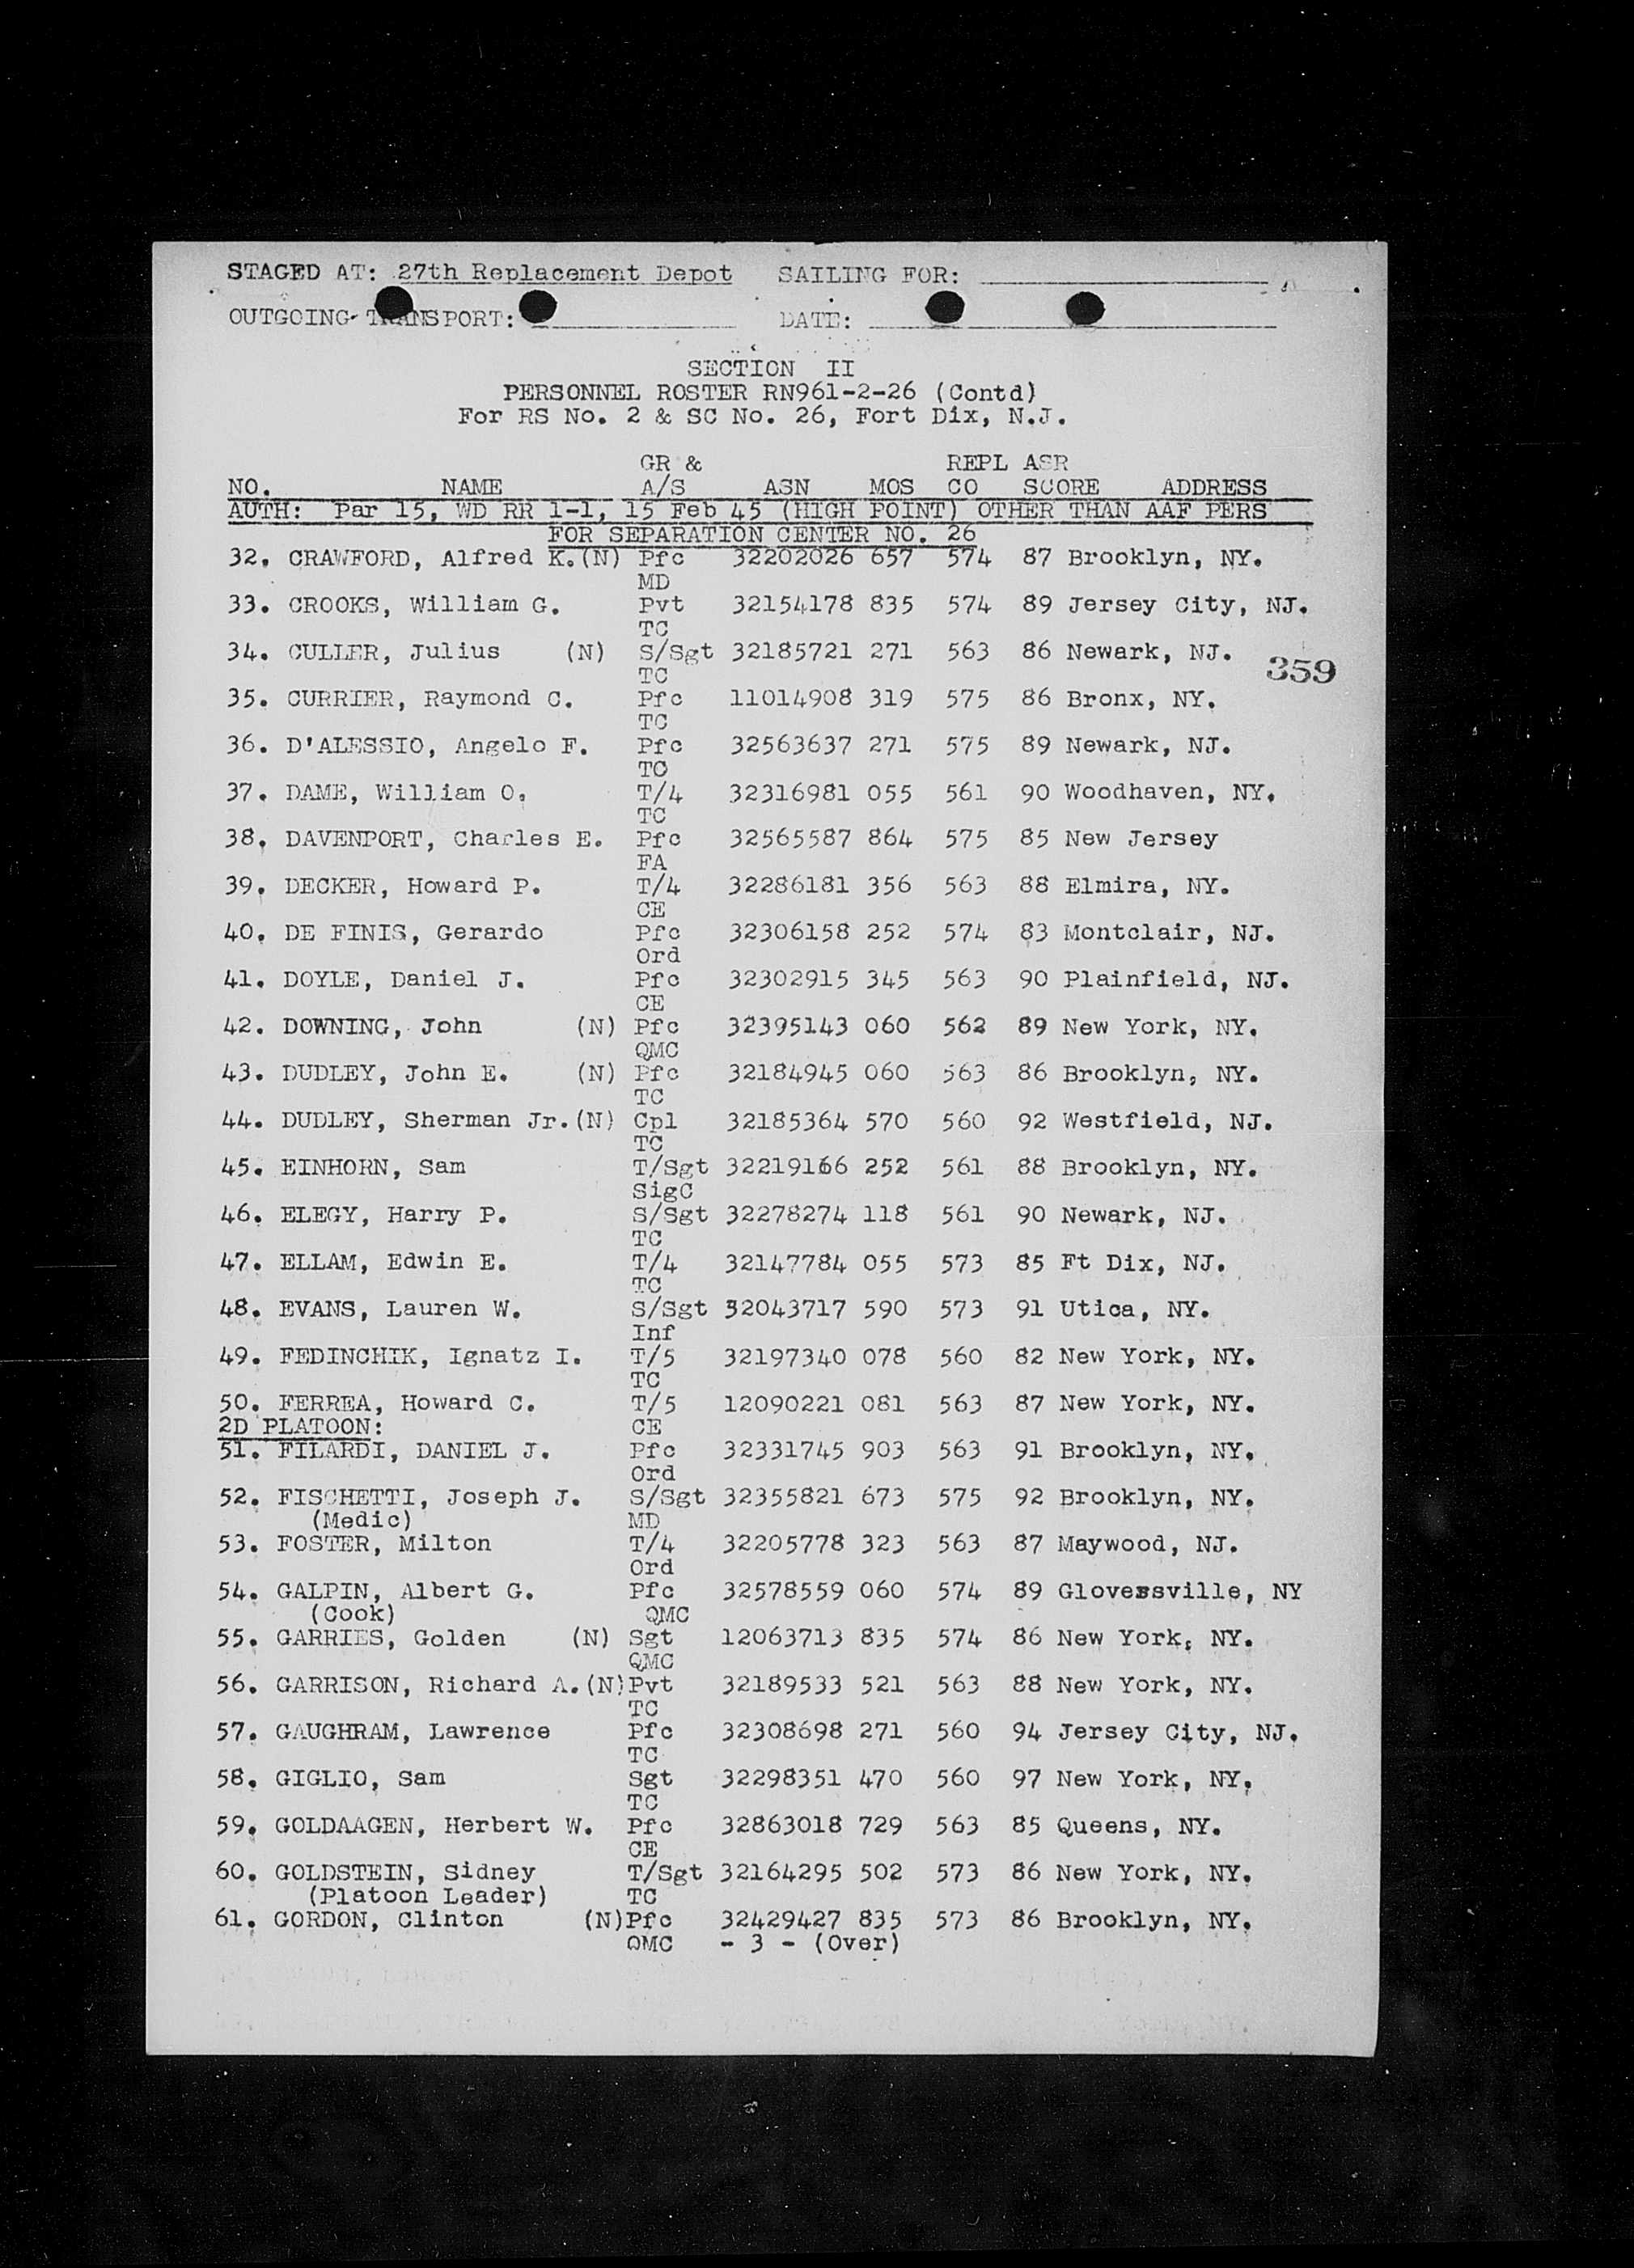 STAGED AT: 27th Replacement Depot SAILING FOR:
OUTGOING TRANSPORT: DATE:
SECTION II
PERSONNEL ROSTER RN961-2-26 (Contd)
For RS No. 2 & SC No. 26, Fort Dix, N.J.
GR & REPL ASR
NO. NAME A/S ASN MOS CO SCORE ADDRESS
AUTH: Par 15, WD RR 1-1, 15 Feb 45 (HIGH POINT) OTHER THAN AAF PERS
FOR SEPARATION CENTER NO. 26
32. CRAWFORD, Alfred K.(N) Pfc 32202026 657 574 87 Brooklyn, NY.
MD
33. CROOKS, William G. Pvt 32154178 835 574 89 Jersey City, NJ.
TC
34. CULLER, Julius (N) S/Sgt 32185721 271 563 86 Newark, NJ.
359
TC
35. CURRIER, Raymond C. Pfc 11014908 319 575 86 Bronx, NY.
TC
36. D'ALESSIO, Angelo F. Pfc 32563637 271 575 89 Newark, NJ.
TC
37. DAME, William O. T/4 32316981 055 561 90 Woodhaven, NY.
TC
38. DAVENPORT, Charles E. Pfc 32565587 864 575 85 New Jersey
FA
39. DECKER, Howard P. T/4 32286181 356 563 88 Elmira, NY.
CE
40. DE FINIS, Gerardo Pfc 32306158 252 574 83 Montclair, NJ.
Ord
41. DOYLE, Daniel J. Pfc 32302915 345 563 90 Plainfield, NJ.
CE
42. DOWNING, John (N) Pfc 32395143 060 562 89 New York, NY.
QMC
43. DUDLEY, John E. (N) Pfc 32184945 060 563 86 Brooklyn, NY.
TC
44. DUDLEY, Sherman Jr.(N) Cpl 32185364 570 560 92 Westfield, NJ.
TC
45. EINHORN, Sam T/Sgt 32219166 252 561 88 Brooklyn, NY.
SigC
46. ELEGY, Harry P. S/Sgt 32278274 118 561 90 Newark, NJ.
TC
47. ELLAM, Edwin E. T/4 32147784 055 573 85 Ft Dix, NJ.
TC
48. EVANS, Lauren W. S/Sgt 32043717 590 573 91 Utica, NY.
Inf
49. FEDINCHIK, Ignatz I. T/5 32197340 078 560 82 New York, NY.
TC
50. FERREA, Howard C. T/5 12090221 081 563 87 New York, NY.
2D PLATOON: CE
51. FILARDI, DANIEL J. Pfc 32331745 903 563 91 Brooklyn, NY.
Ord
52. FISCHETTI, Joseph J. S/Sgt 32355821 673 575 92 Brooklyn, NY.
(Medic) MD
53. FOSTER, Milton T/4 32205778 323 563 87 Maywood, NJ.
Ord
54. GALPIN, Albert G. Pfc 32578559 060 574 89 Glovessville, NY
(Cook) QMC
55. GARRIES, Golden (N) Sgt 12063713 835 574 86 New York, NY.
QMC
56. GARRISON, Richard A.(N)Pvt 32189533 521 563 88 New York, NY.
TC
57. GAUGHRAM, Lawrence Pfc 32308698 271 560 94 Jersey City, NJ.
TC
58. GIGLIO, Sam Sgt 32298351 470 560 97 New York, NY.
TC
59. GOLDAAGEN, Herbert W. Pfc 32863018 729 563 85 Queens, NY.
CE
60. GOLDSTEIN, Sidney T/Sgt 32164295 502 573 86 New York, NY.
(Platoon Leader) TC
61. GORDON, Clinton (N)Pfc 32429427 835 573 86 Brooklyn, NY.
QMC - 3 - (Over)